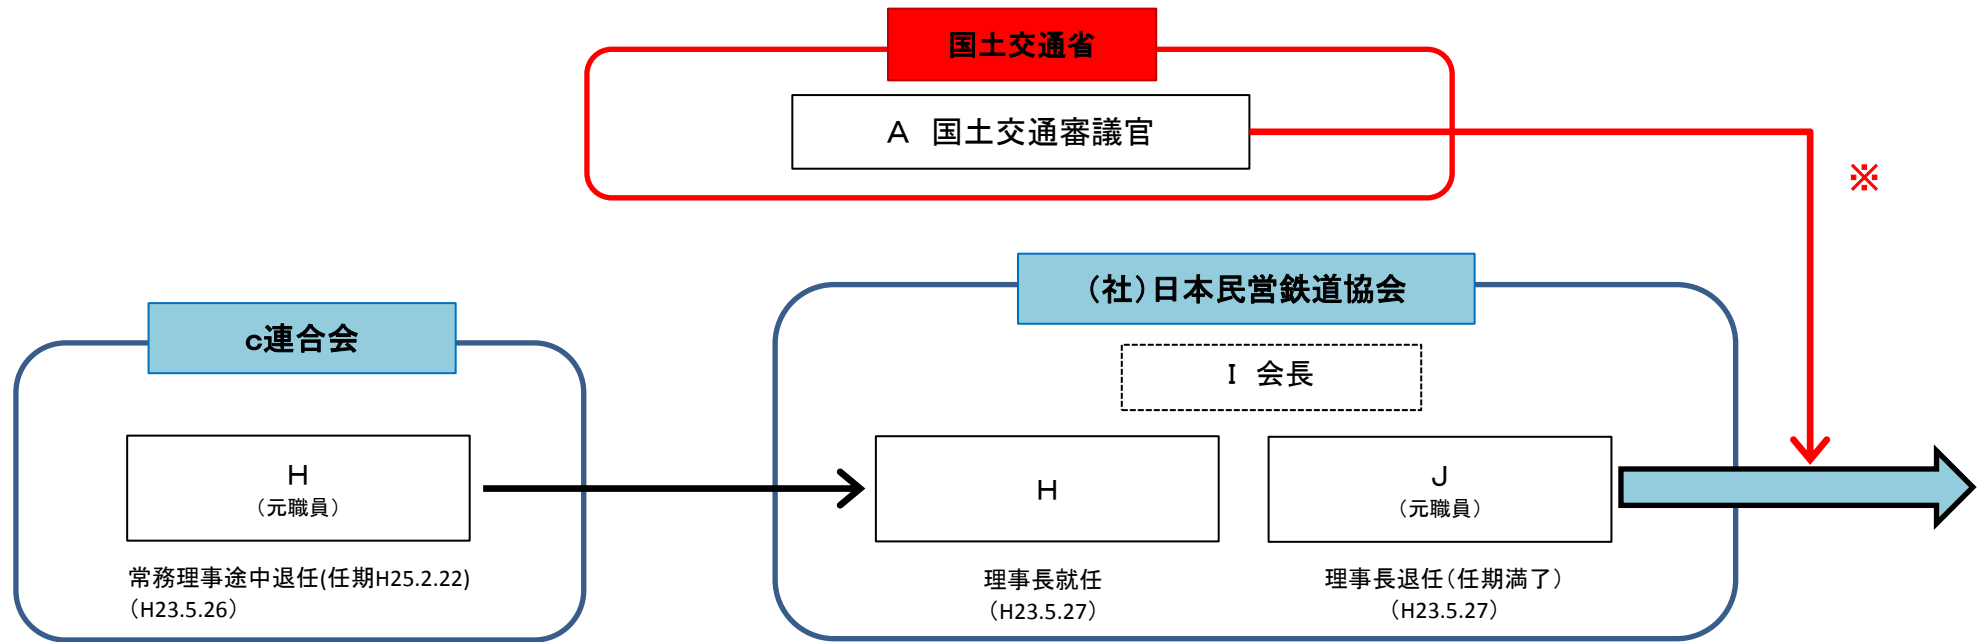 国土交通省
A　国土交通審議官
※
（社）日本民営鉄道協会
c連合会
I　会長
H
（元職員）
H
J
（元職員）
常務理事途中退任(任期H25.2.22)
（H23.5.26）
理事長就任
（H23.5.27）
理事長退任（任期満了）
（H23.5.27）